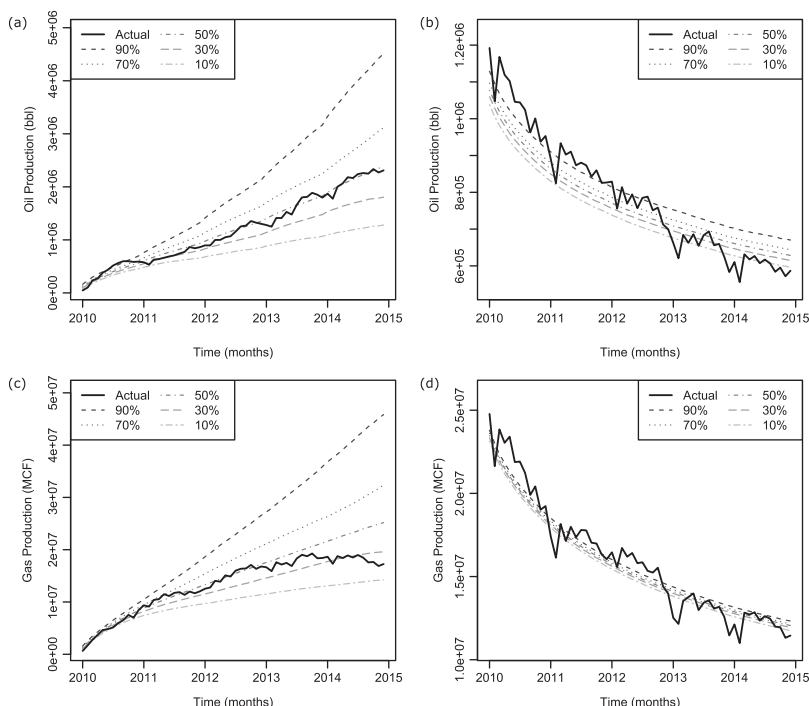 (a)
Actual 50%
90% 30%
70% 10%
Oil Production (bbl)
5e+06
4e+06
3e+06
2e+06
1e+06
0e+00
2010 2011 2012 2013 2014 2015
Time (months)
(b)
Actual 50%
90% 30%
70% 10%
Oil Production (bbl)
1.2e+06
1e+06
8e+05
6e+05
2010 2011 2012 2013 2014 2015
Time (months)
(c)
Actual 50%
90% 30%
70% 10%
Gas Production (MCF)
5e+07
4e+07
3e+07
2e+07
1e+07
0e+00
2010 2011 2012 2013 2014 2015
Time (months)
(d)
Actual 50%
90% 30%
70% 10%
Gas Production (MCF)
2.5e+07
2.0e+07
1.5e+07
1.0e+07
2010 2011 2012 2013 2014 2015
Time (months)